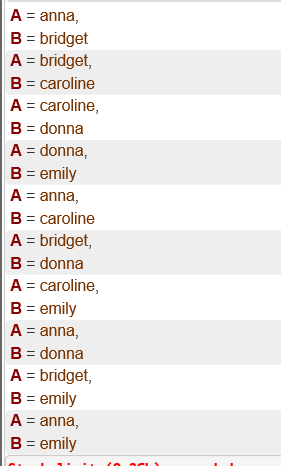 A = anna,
B = bridget
A = bridget,
B = caroline
A = caroline,
B = donna
A = donna,
B = emily
A = anna,
B = caroline
A = bridget,
B = donna
A = caroline,
B = emily
A = anna,
B = donna
A = bridget,
B = emily
A = anna,
B = emily